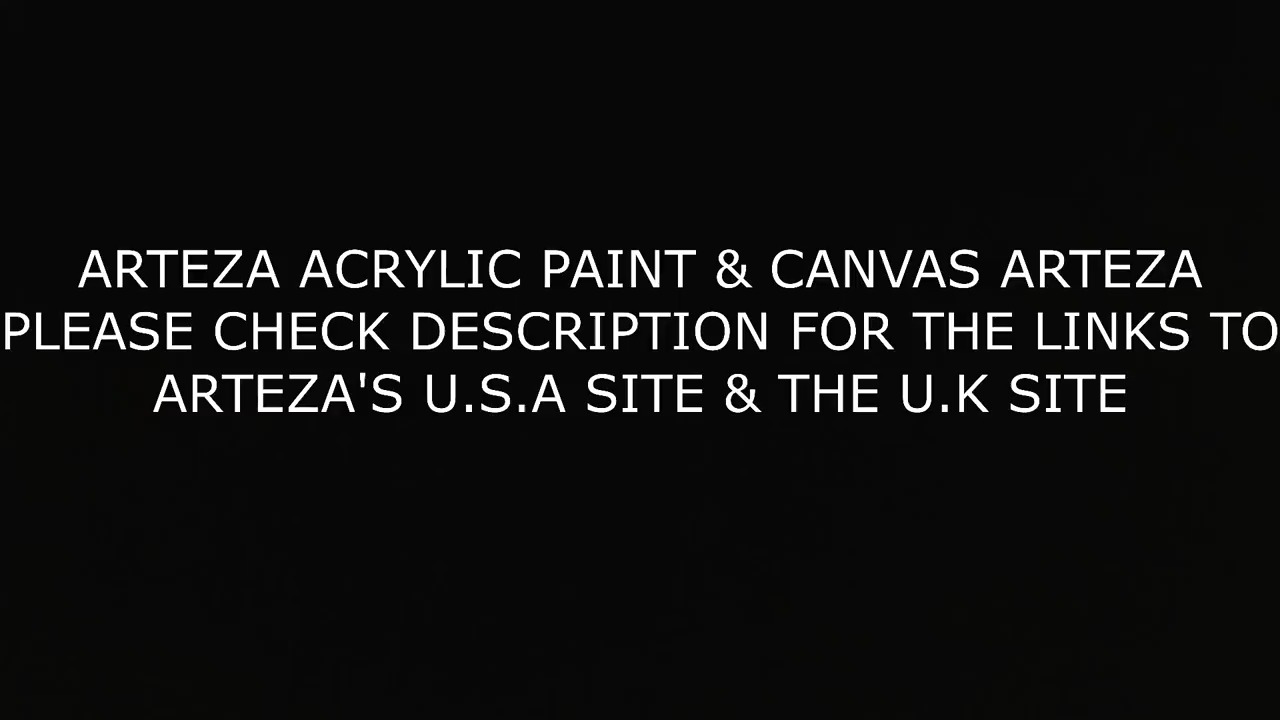 ARTEZA ACRYLIC PAINT & CANVAS ARTEZA
PLEASE CHECK DESCRIPTION FOR THE LINKS TO
ARTEZA'S U.S.A SITE & THE U.K SITE